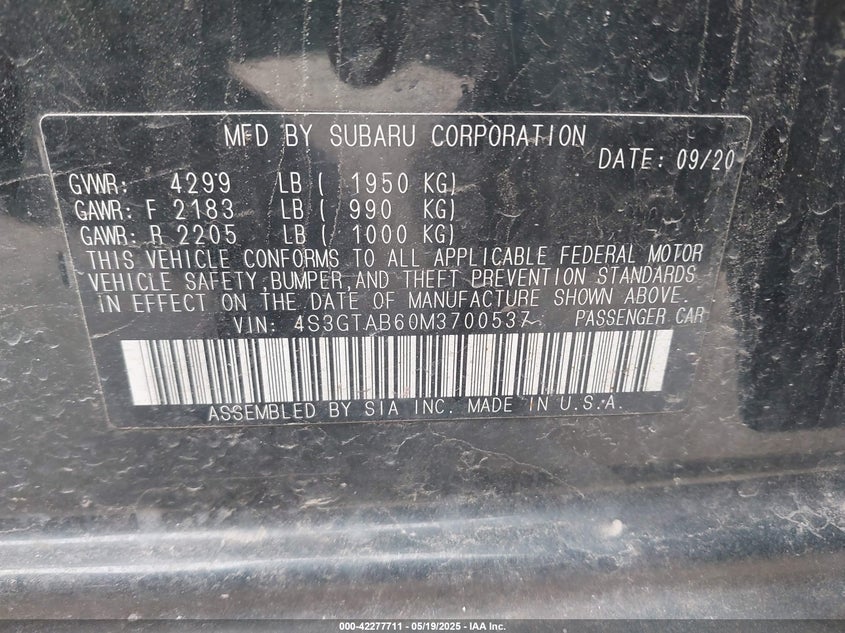 MFD BY SUBARU CORPORATION
DATE: 09/20
GVWR: 4299 LB ( 1950 KG)
GAWR: F 2183 LB ( 990 KG)
GAWR: R 2205 LB ( 1000 KG)
THIS VEHICLE CONFORMS TO ALL APPLICABLE FEDERAL MOTOR
VEHICLE SAFETY,BUMPER,AND THEFT PREVENTION STANDARDS
IN EFFECT ON THE DATE OF MANUFACTURE SHOWN ABOVE.
VIN: 4S3GTAB60M3700537 PASSENGER CAR
ASSEMBLED BY SIA INC. MADE IN U.S.A.
000-42277711 — 05/19/2025 — IAA Inc.